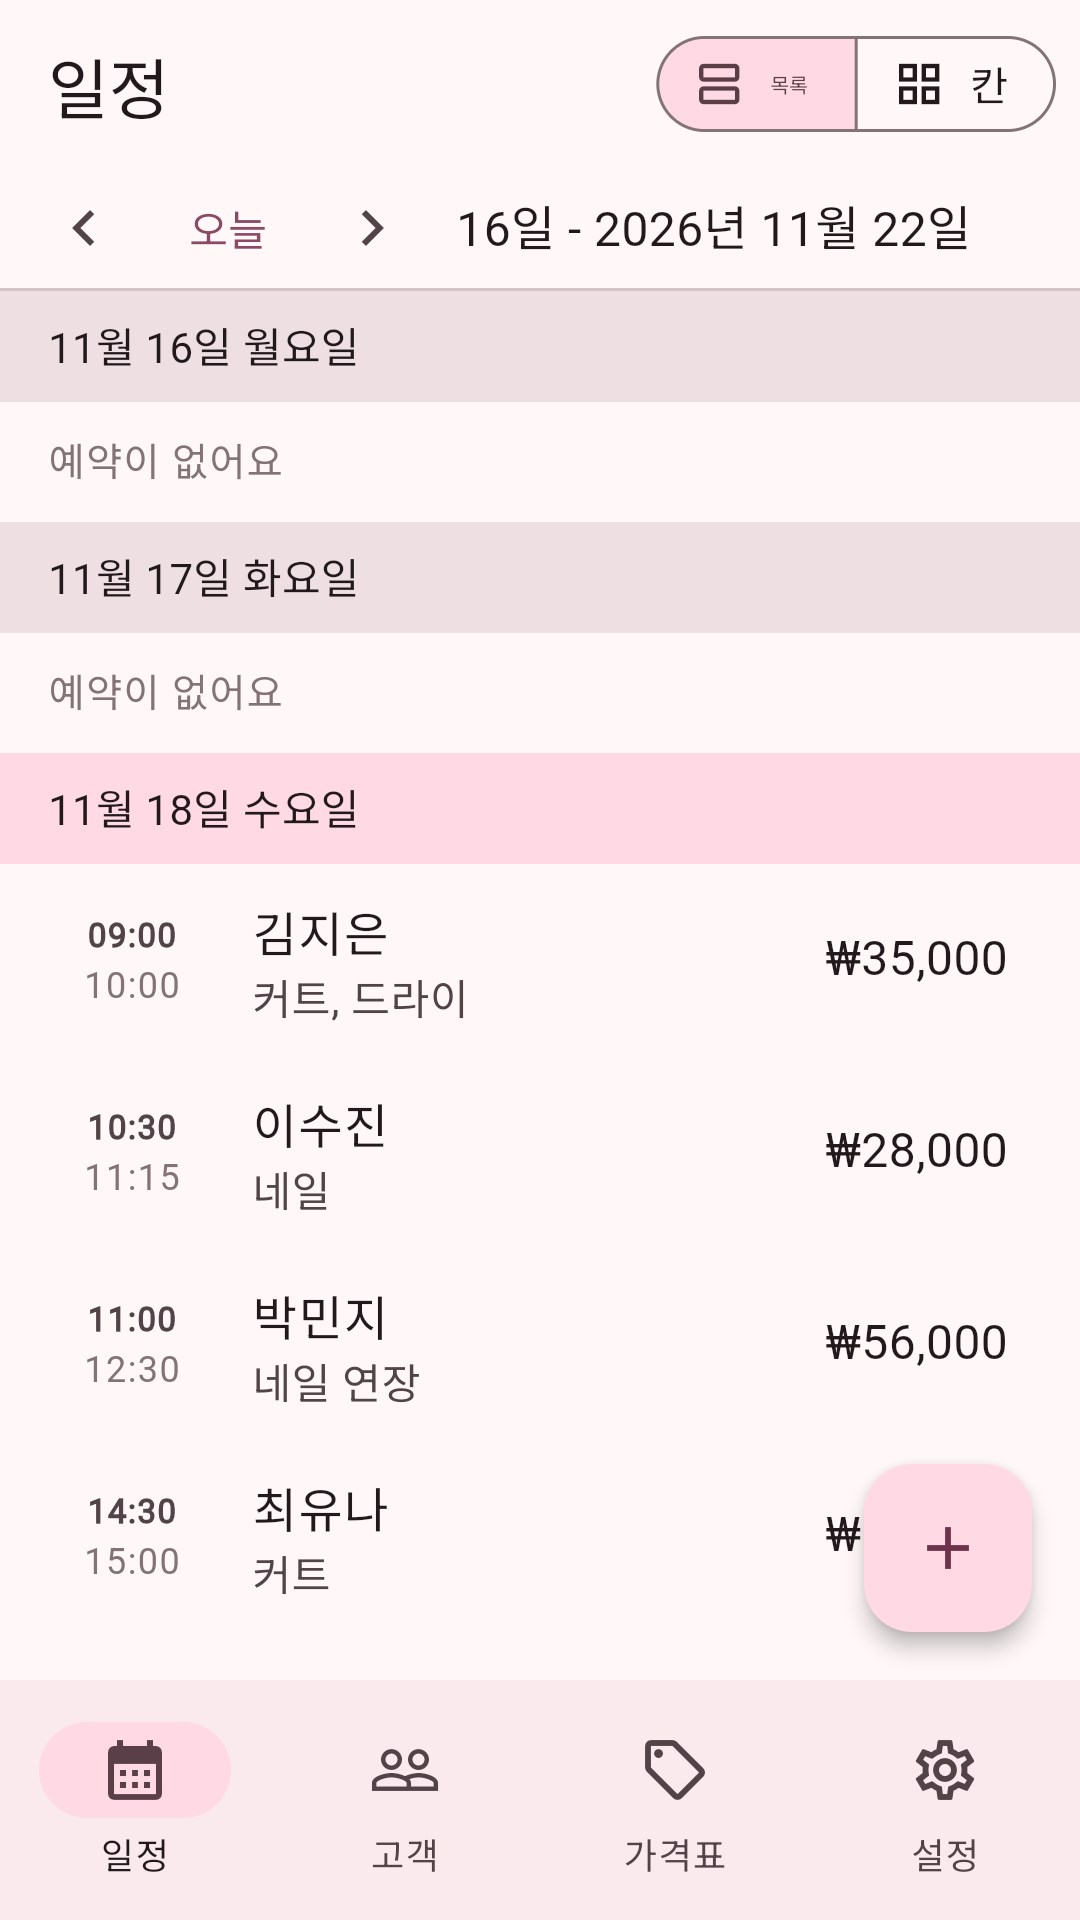 일정
목록
칸
오늘
16일 - 2026년 11월 22일
11월 16일 월요일
예약이 없어요
11월 17일 화요일
예약이 없어요
11월 18일 수요일
09:00
10:00
김지은
커트, 드라이
₩35,000
10:30
11:15
이수진
네일
₩28,000
11:00
12:30
박민지
네일 연장
₩56,000
14:30
15:00
최유나
커트
₩
일정
고객
가격표
설정